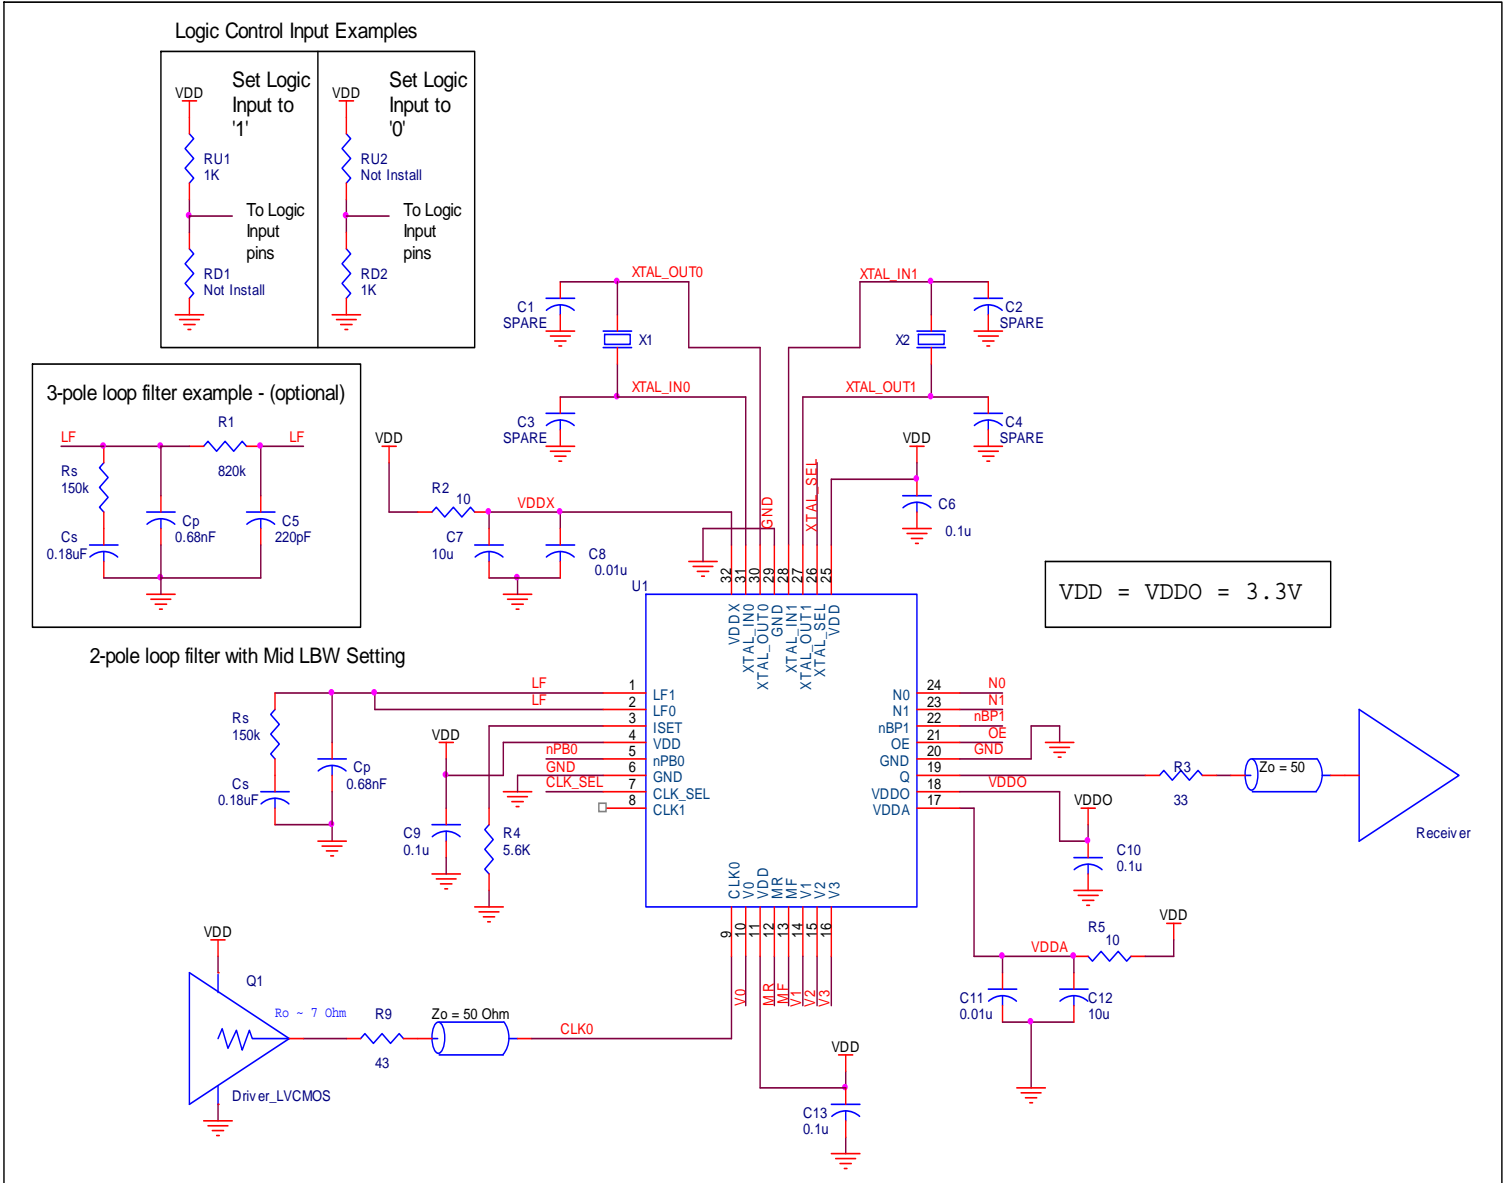 Logic Control Input Examples
Set Logic
Input to
'1'
VDD
RU1
1K
To Logic
Input
pins
RD1
Not Install
Set Logic
Input to
'0'
VDD
RU2
Not Install
To Logic
Input
pins
RD2
1K
3-pole loop filter example - (optional)
LF
R1
820k
LF
Rs
150k
Cs
0.18uF
Cp
0.68nF
C5
220pF
XTAL_OUT0
C1
SPARE
X1
XTAL_IN0
C3
SPARE
XTAL_IN1
C2
SPARE
X2
XTAL_OUT1
C4
SPARE
VDD
R2
10
VDDX
C7
10u
C8
0.01u
GND
XTAL_SEL
VDD
C6
0.1u
VDD = VDDO = 3.3V
U1
32
31
30
29
28
27
26
25
VDDX
XTAL_IN0
XTAL_OUT0
GND
XTAL_IN1
XTAL_OUT1
XTAL_SEL
VDD
2-pole loop filter with Mid LBW Setting
LF
LF
Rs
150k
Cs
0.18uF
Cp
0.68nF
VDD
nPB0
GND
CLK_SEL
C9
0.1u
R4
5.6K
1
2
3
4
5
6
7
8
LF1
LF0
ISET
VDD
nPB0
GND
CLK_SEL
CLK1
N0
N1
nBP1
OE
GND
Q
VDDO
VDDA
24
23
22
21
20
19
18
17
N0
N1
nBP1
OE
GND
VDDO
R3
33
Zo = 50
Receiver
VDDO
C10
0.1u
VDDA
R5
10
VDD
C11
0.01u
C12
10u
CLK0
V0
VDD
MR
MF
V1
V2
V3
9
10
11
12
13
14
15
16
V0
MR
MF
V1
V2
V3
VDD
Q1
Ro ~ 7 Ohm
R9
43
Zo = 50 Ohm
CLK0
Driver_LVCMOS
VDD
C13
0.1u